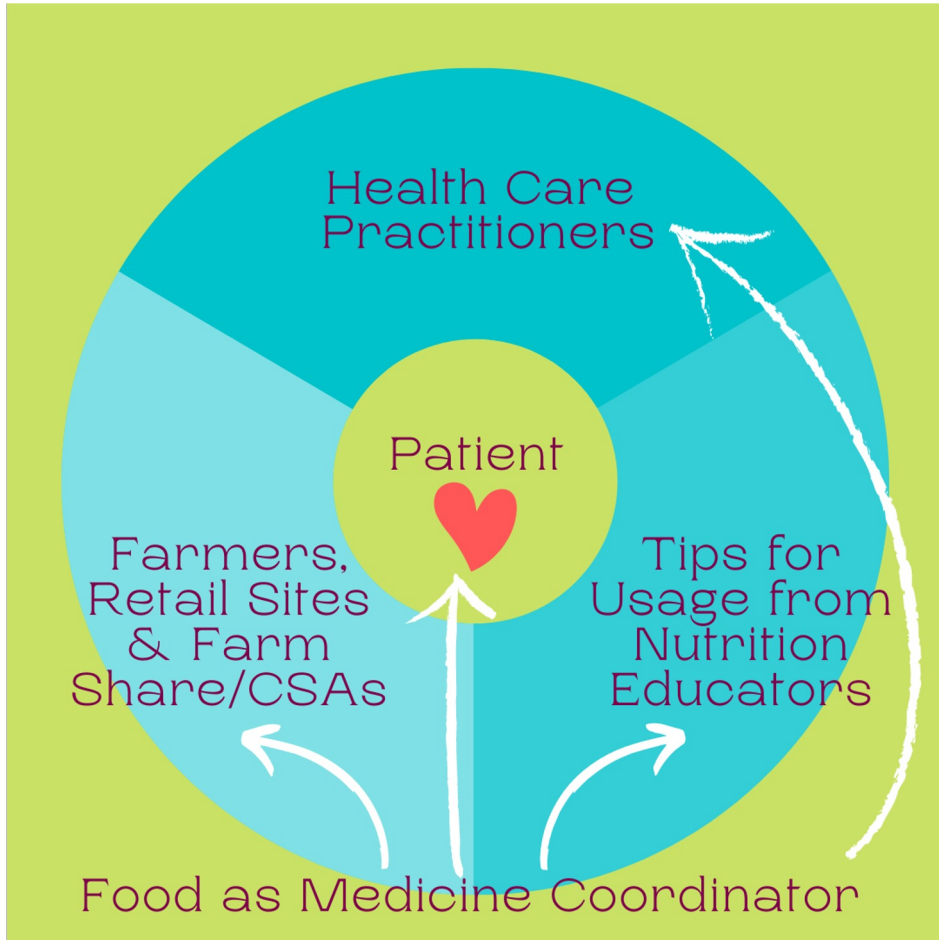 Health Care
Practitioners
Patient
Farmers,
Retail Sites
& Farm
Share/CSAs
Tips for
Usage from
Nutrition
Educators
Food as Medicine Coordinator